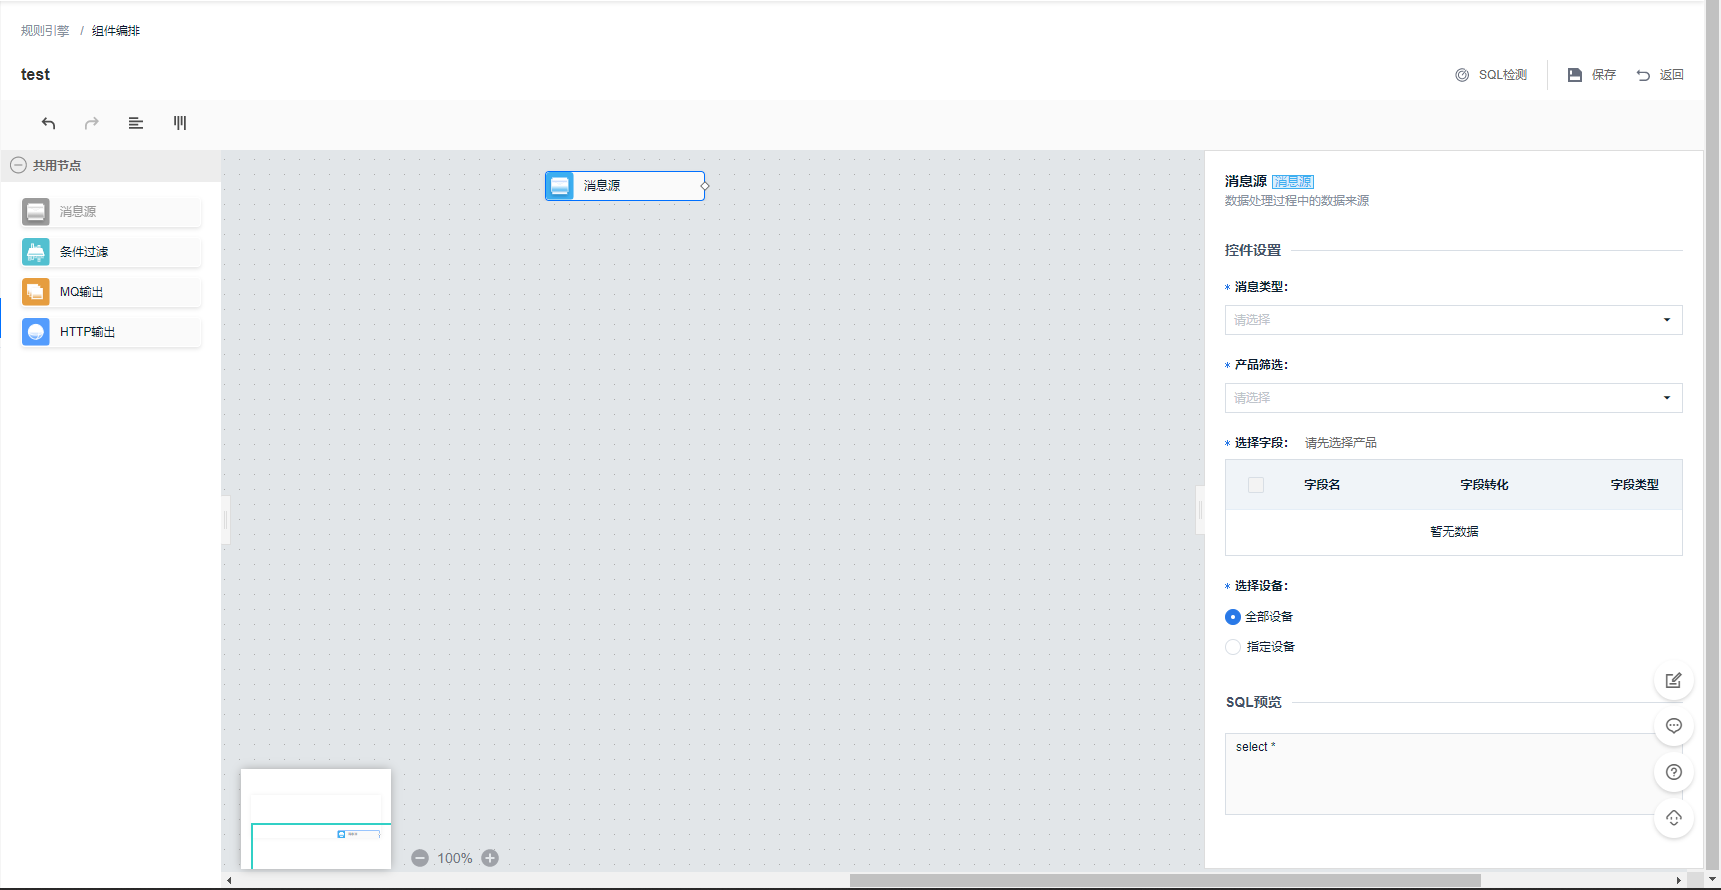 规则引擎 / 组件编排
test
SQL检测
保存
返回
共用节点
消息源
条件过滤
MQ输出
HTTP输出
消息源
100%
消息源 消息源
数据处理过程中的数据来源
控件设置
* 消息类型：
请选择
* 产品筛选：
请选择
* 选择字段： 请先选择产品
字段名 字段转化 字段类型
暂无数据
* 选择设备：
全部设备
指定设备
SQL预览
select *